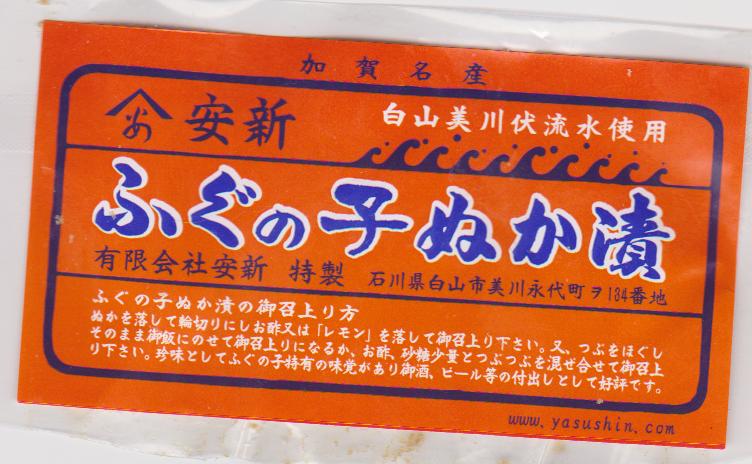 加賀名産
あ 安新
白山美川伏流水使用
ふぐの子ぬか漬
有限会社安新 特製 石川県白山市美川永代町ヲ184番地
ふぐの子ぬか漬の御召上り方
ぬかを落して輪切りにしお酢又は「レモン」を落して御召上り下さい。又、つぶをほぐし
そのまま御飯にのせて御召上りになるか、お酢、砂糖少量とつぶつぶを混ぜ合せて御召上
り下さい。珍味としてふぐの子特有の味覚があり御酒、ビール等の付出しとして好評です。
www.yasushin.com